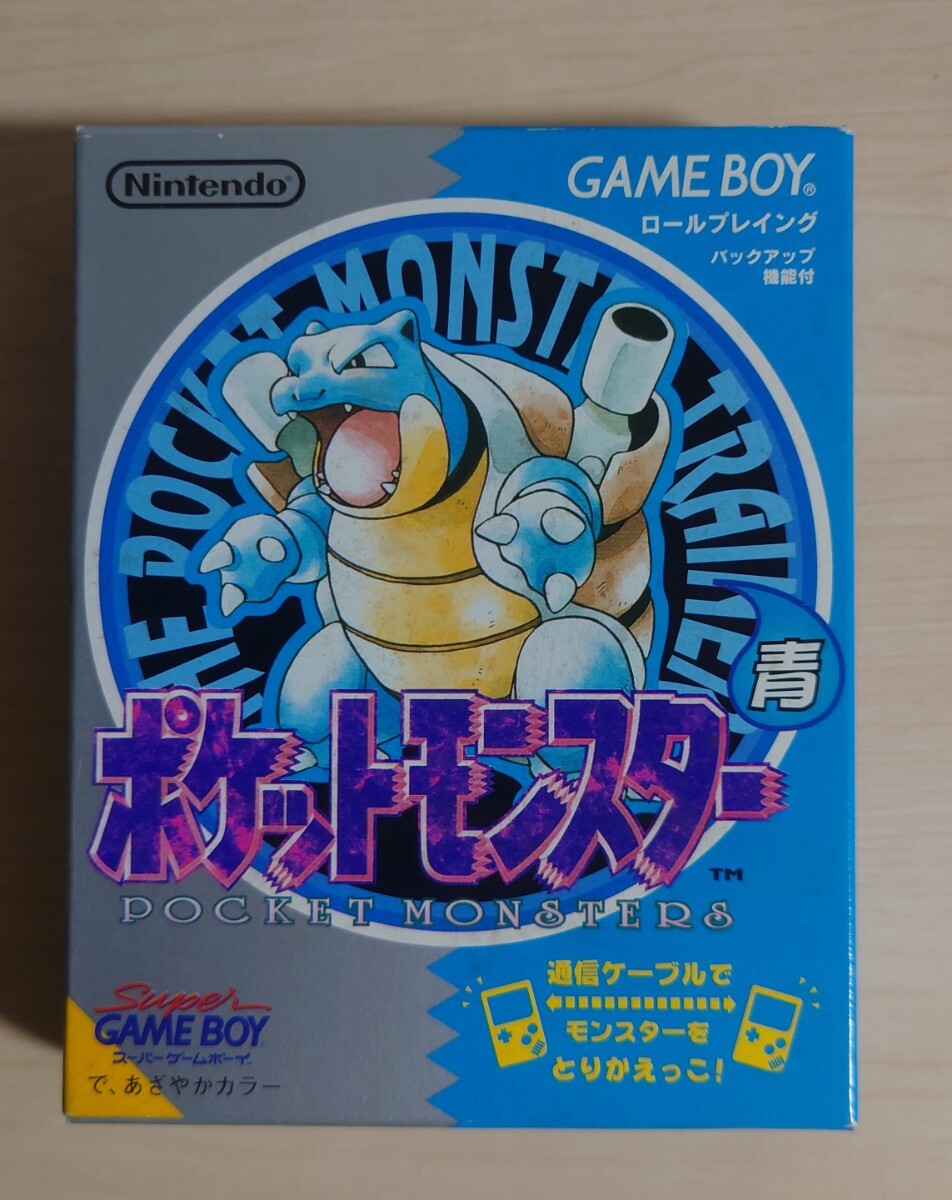 Nintendo®
GAME BOY®
ロールプレイング
バックアップ
機能付
THE POCKET MONSTER TRAINER
青
ポケットモンスター
TM
POCKET MONSTERS
通信ケーブルで
モンスターを
とりかえっこ!
Super
GAME BOY
スーパーゲームボーイ™
で、あざやかカラー